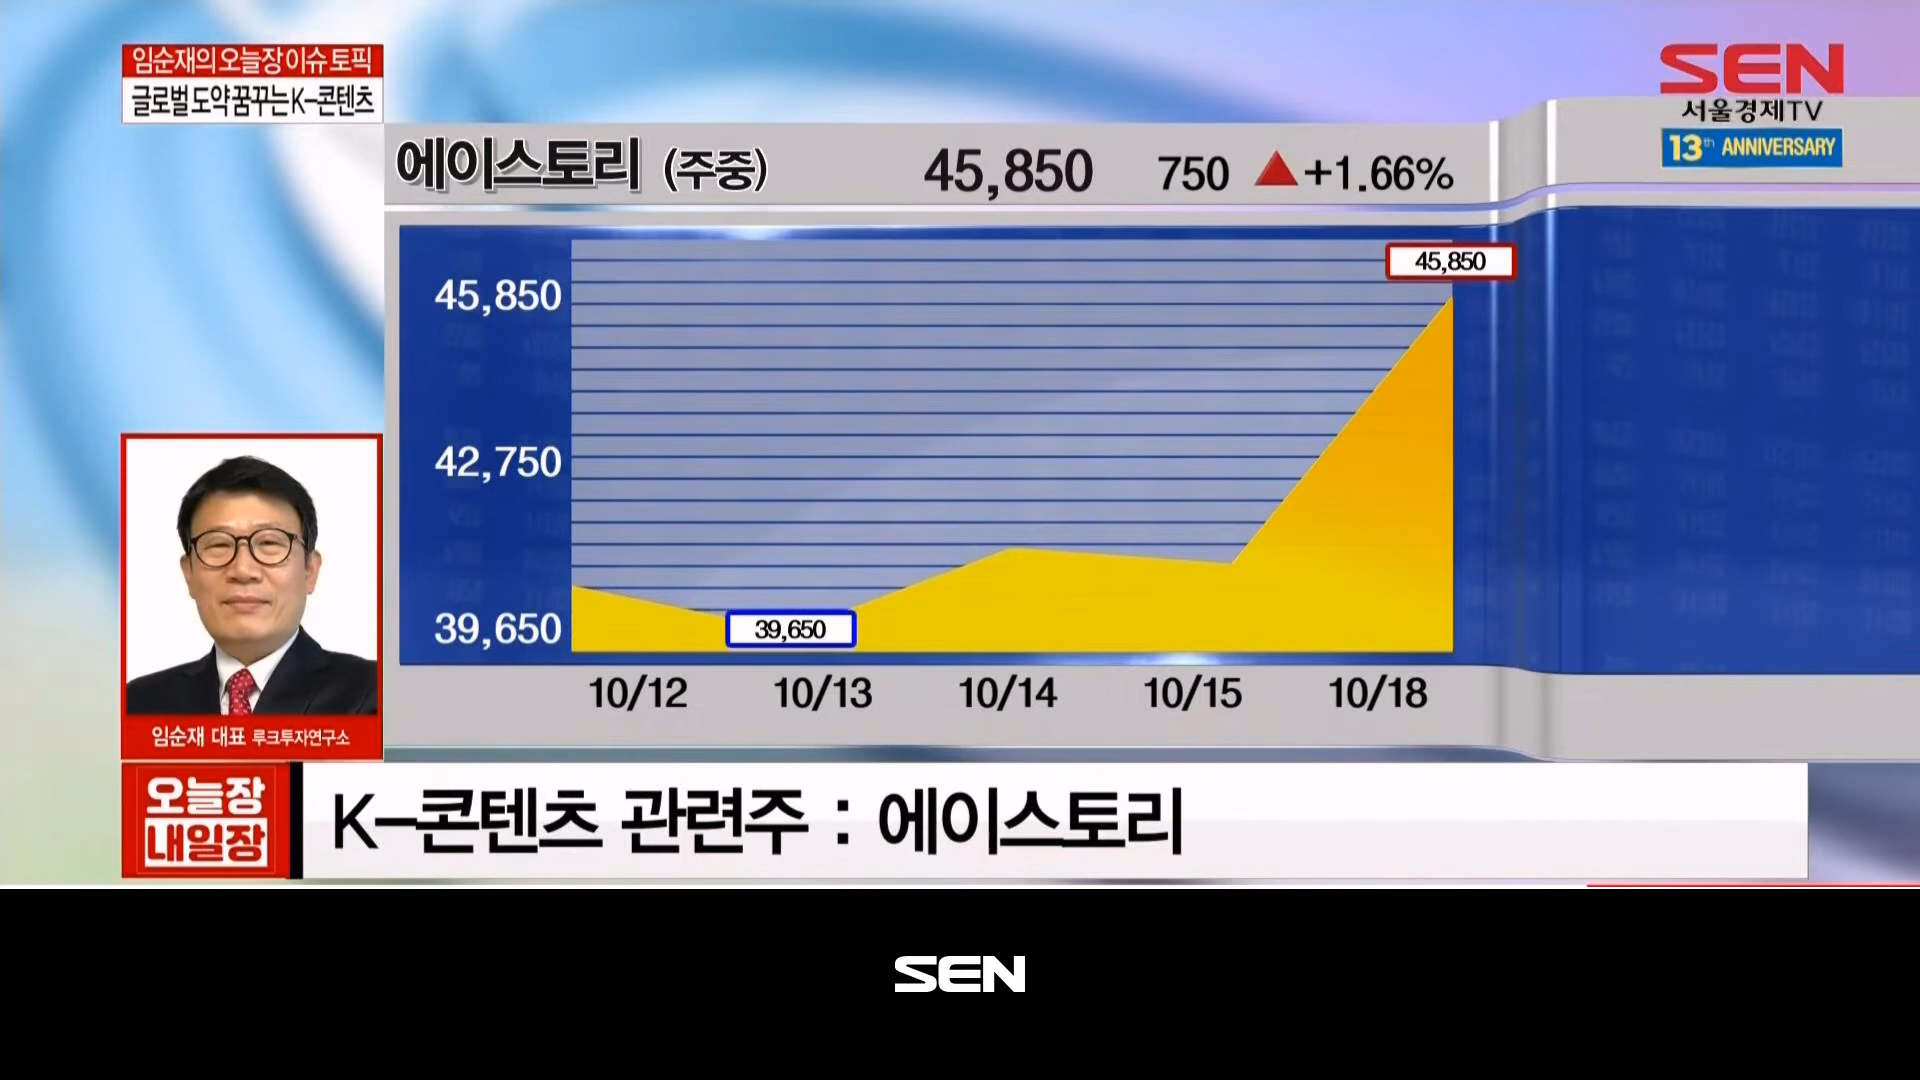 임순재의 오늘장 이슈 토픽
글로벌 도약 꿈꾸는 K-콘텐츠
SEN
서울경제TV
13th ANNIVERSARY
에이스토리 (주중) 45,850 750 ▲+1.66%
45,850
45,850
42,750
39,650
39,650
10/12 10/13 10/14 10/15 10/18
임순재 대표 루크투자연구소
오늘장
내일장
K-콘텐츠 관련주 : 에이스토리
SEN